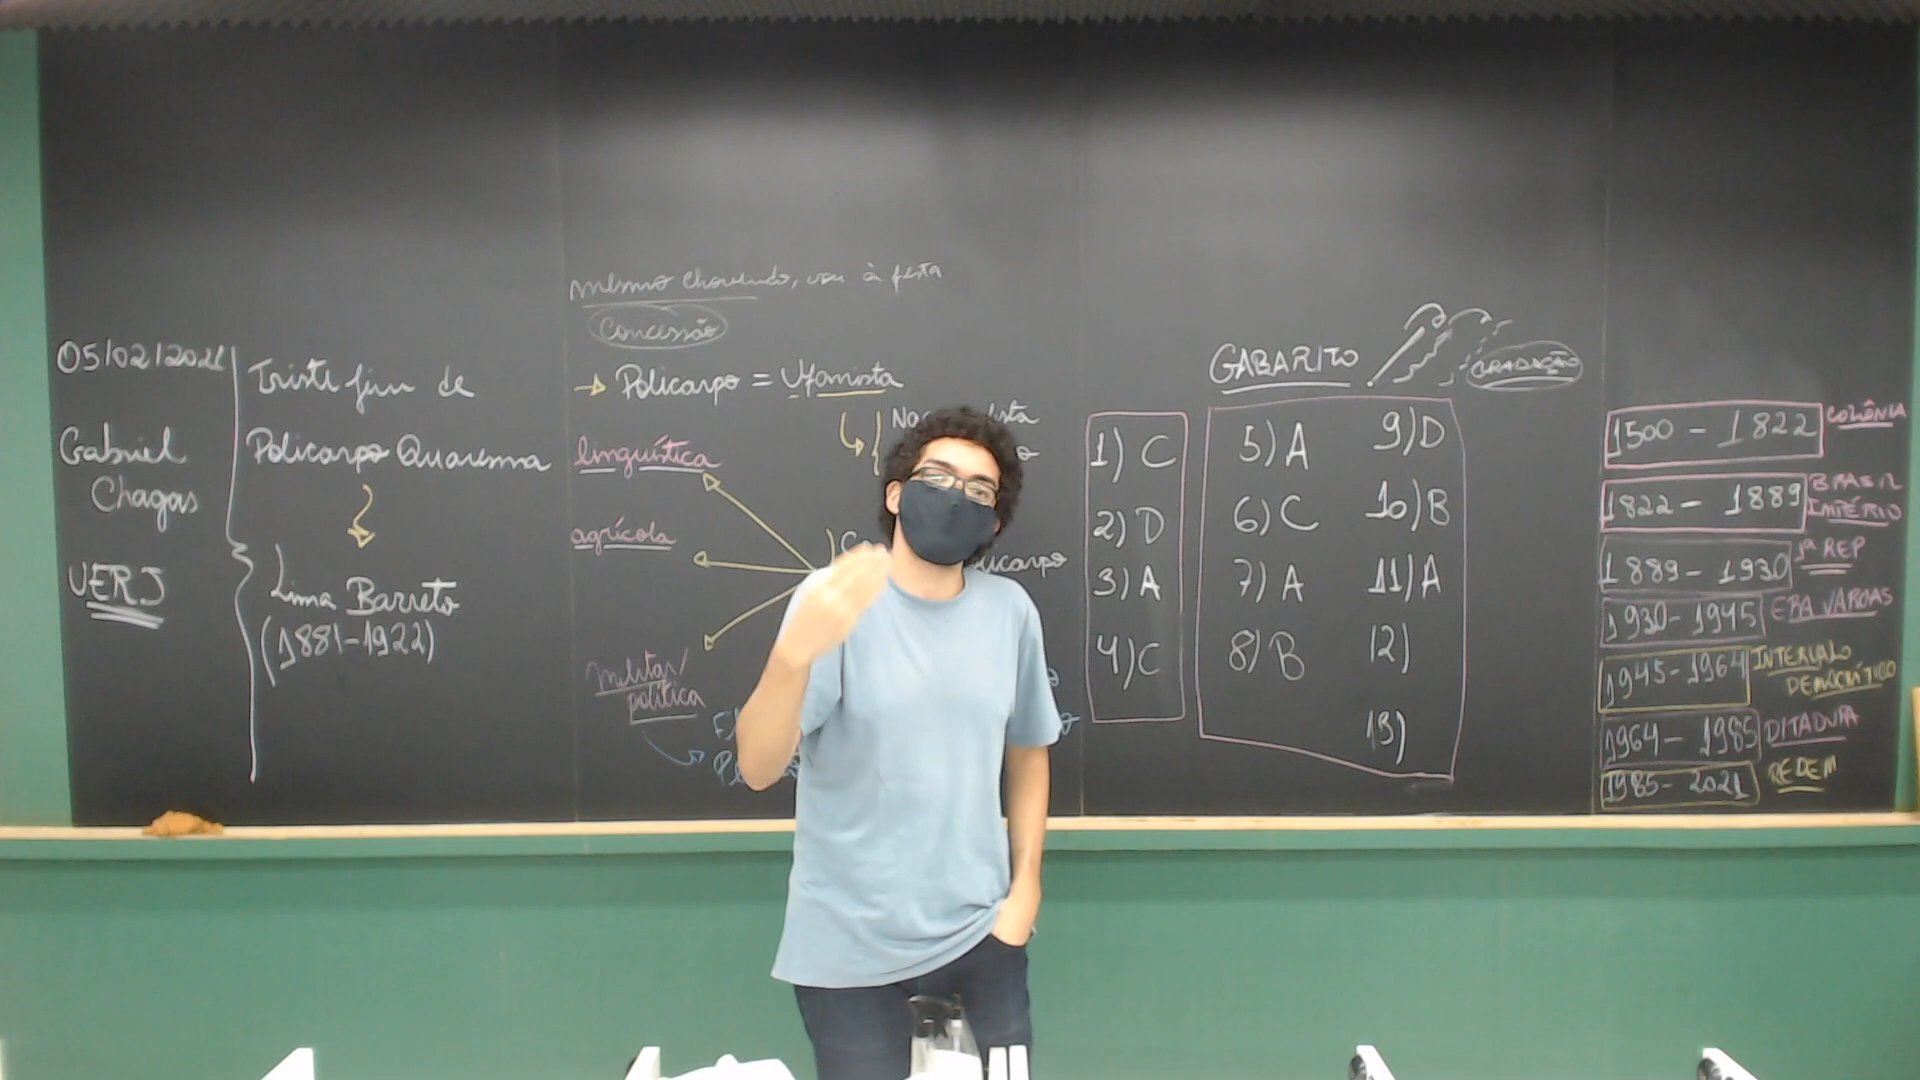 05/02/2021
Gabriel
Chagas
UERJ
Triste fim de
Policarpo Quaresma
Lima Barreto
(1881-1922)
mesmo chovendo, vou à festa
Concessão
Policarpo = Ufanista
linguística
agrícola
militar/
política
GABARITO
GRADAÇÃO
1) C
2) D
3) A
4) C
5) A
6) C
7) A
8) B
9) D
10) B
11) A
12)
13)
1500 - 1822 COLÔNIA
1822 - 1889 BRASIL IMPÉRIO
1889 - 1930 1ª REP
1930 - 1945 ERA VARGAS
1945 - 1964 INTERVALO DEMOCRÁTICO
1964 - 1985 DITADURA
1985 - 2021 REDEM